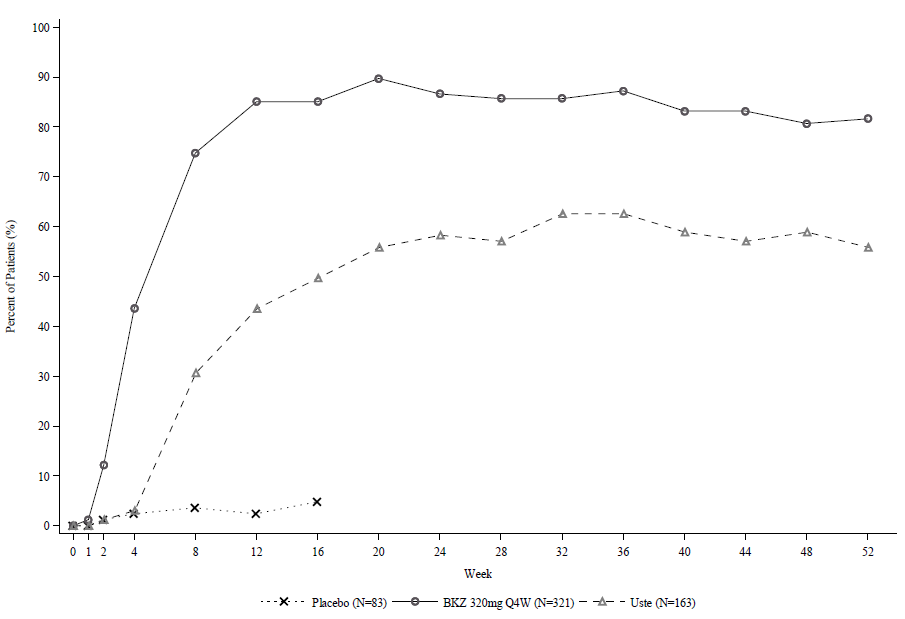 100
90
80
70
60
50
40
30
20
10
0
Percent of Patients (%)
0 1 2 4 8 12 16 20 24 28 32 36 40 44 48 52
Week
Placebo (N=83) BKZ 320mg Q4W (N=321) Uste (N=163)